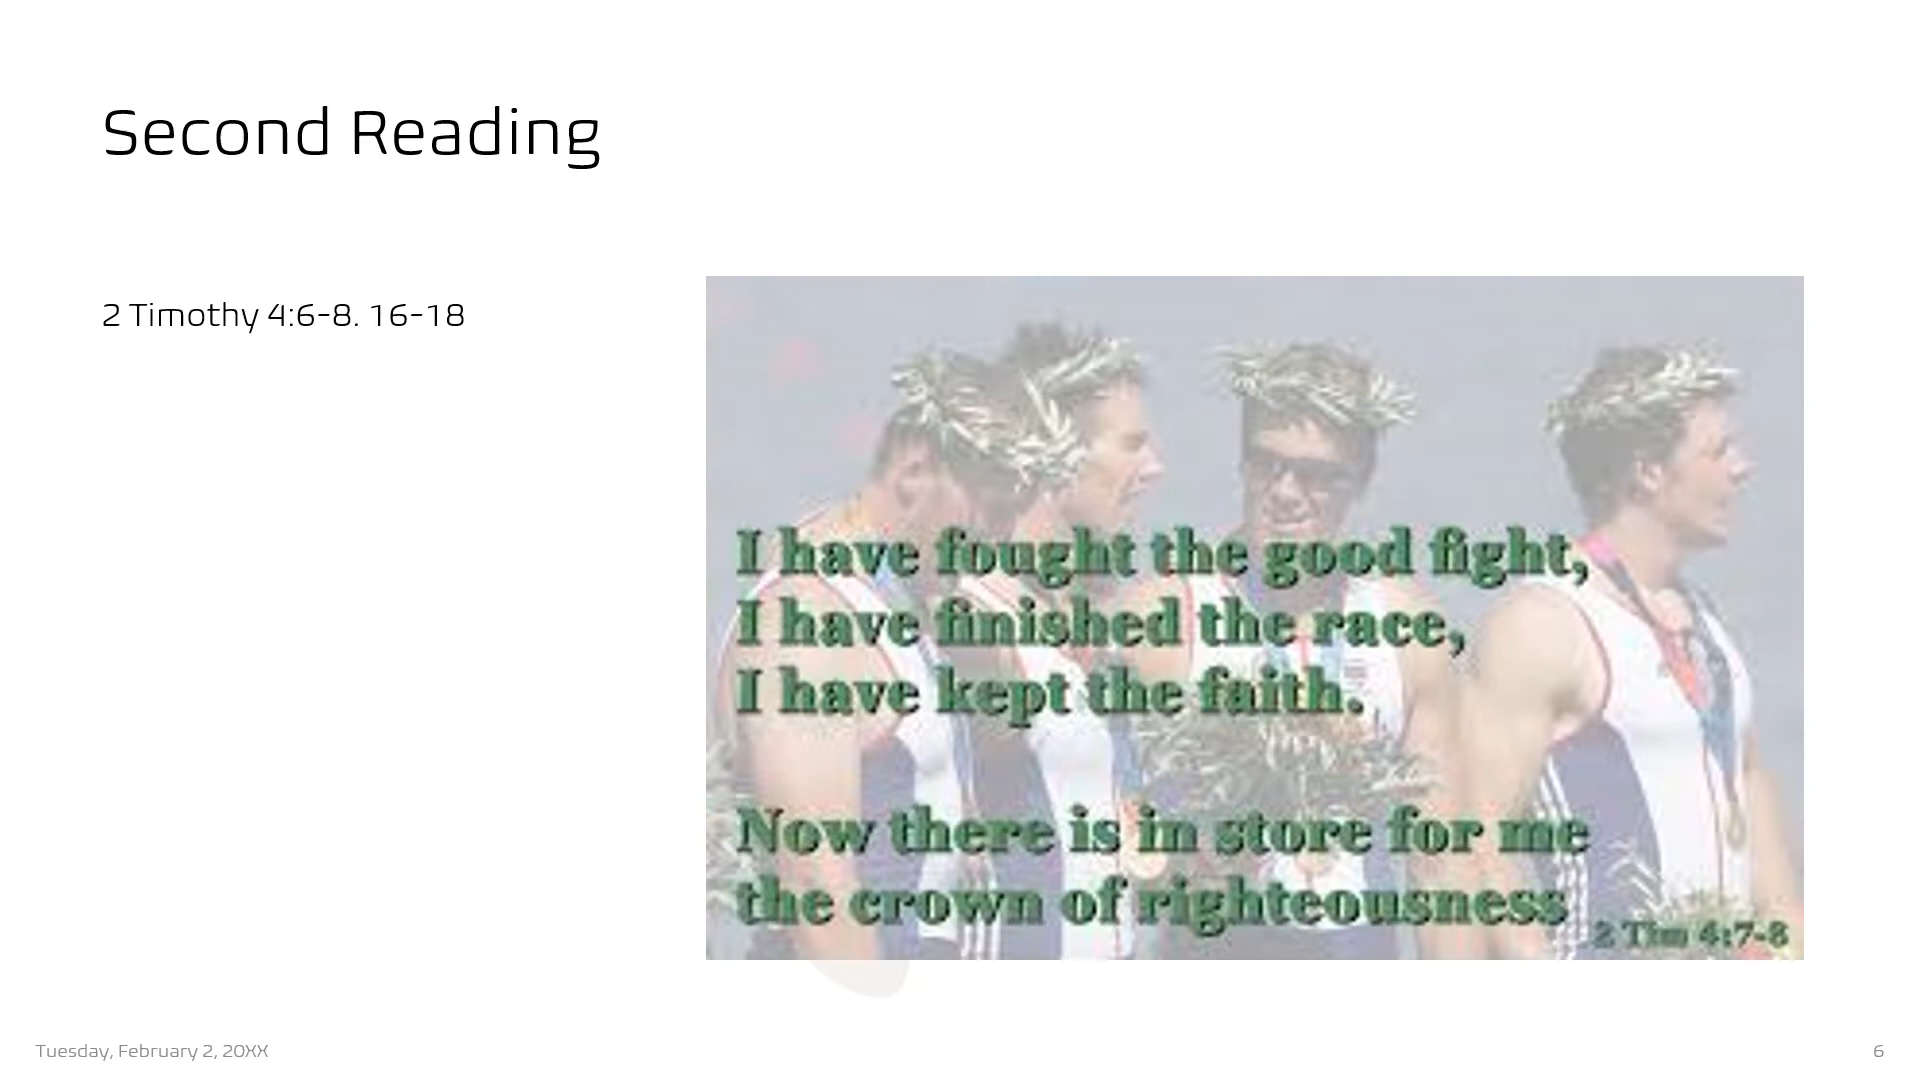 Second Reading
2 Timothy 4:6-8. 16-18
I have fought the good fight,
I have finished the race,
I have kept the faith.
Now there is in store for me
the crown of righteousness
2 Tim 4:7-8
Tuesday, February 2, 20XX
6